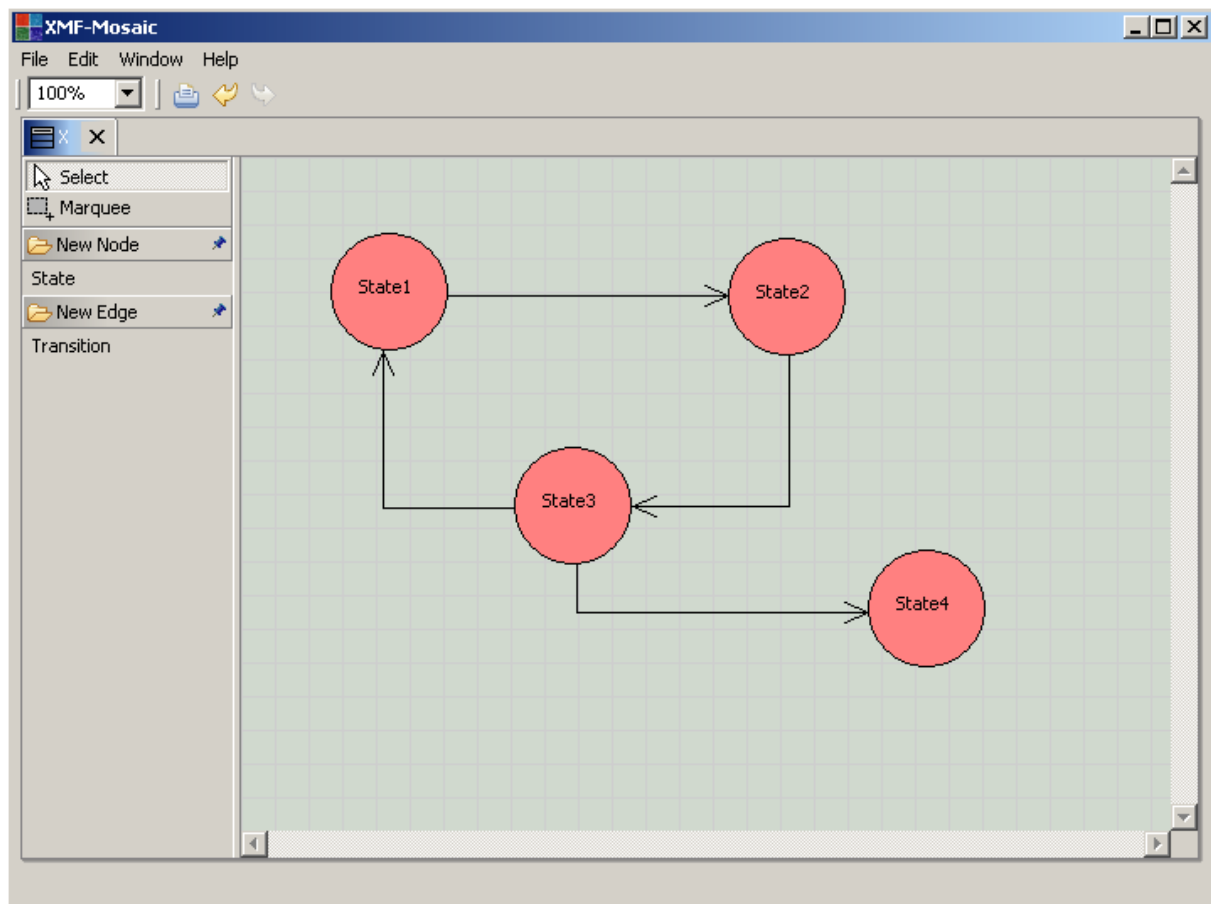 XMF-Mosaic
File Edit Window Help
100%
X
Select
Marquee
New Node
State
New Edge
Transition
State1
State2
State3
State4